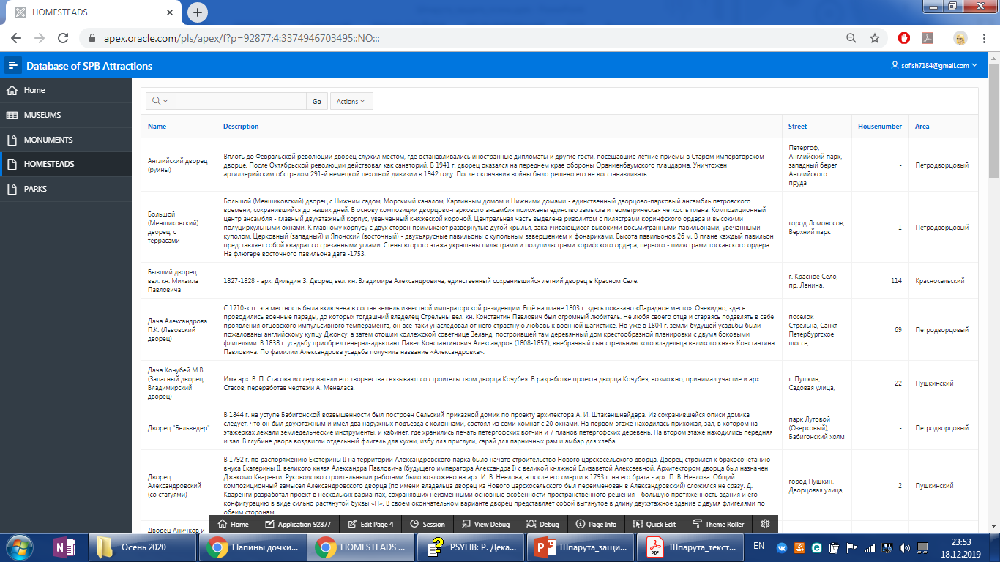 HOMESTEADS
apex.oracle.com/pls/apex/f?p=92877:4:3374946703495::NO:::
Database of SPB Attractions
sofish7184@gmail.com
Home
MUSEUMS
MONUMENTS
HOMESTEADS
PARKS
Go
Actions
Name Description Street Housenumber Area
Английский дворец
(руины)
Вплоть до Февральской революции дворец служил местом, где останавливались иностранные дипломаты и другие гости, посещавшие летние приёмы в Старом императорском
дворце. После Октябрьской революции действовал как санаторий. В 1941 г. дворец оказался на переднем крае обороны Ораниенбаумского плацдарма. Уничтожен
артиллерийским обстрелом 291-й немецкой пехотной дивизии в 1942 году. После окончания войны было решено его не восстанавливать.
Петергоф,
Английский парк,
западный берег
Английского
пруда
-
Петродворцовый
Большой
(Меншиковский)
дворец, с
террасами
Большой (Меншиковский) дворец с Нижним садом, Морскимй каналом, Картинным домом и Нижними домами - единственный дворцово-парковый ансамбль петровского
времени, сохранившийся до наших дней. В основу композиции дворцово-паркового ансамбля положены единство замысла и геометрическая четкость плана. Композиционный
центр ансамбля - главный двухэтажный корпус, увенчанный княжеской короной. Центральная часть выделена ризолитом с пилястрами коринфского ордера и высокими
полуциркульными окнами. К главному корпусу с двух сторон примыкают развернутые дугой крылья, заканчивающиеся высокими восьмигранными павильонами, увечанными
куполом. Церковный (западный) и Японский (восточный) - двухъярусные павильоны с купольным завершением и фонариками. Высота павильонов 26 м. В плане каждый павильон
представляет собой квадрат со срезанными углами. Стены второго этажа украшены пилястрами и полупилястрами корифского ордера, первого - пилястрами тосканского ордера.
На флюгере восточного павильона дата -1753.
город Ломоносов,
Верхний парк
1
Петродворцовый
Бывший дворец
вел. кн. Михаила
Павловича
1827-1828 - арх. Дильдин З. Дворец вел. кн. Владимира Александровича, единственный сохранившийся летний дворец в Красном Селе.
г. Красное Село,
пр. Ленина,
114
Красносельский
Дача Александрова
П.К. (Львовский
дворец)
С 1710-х гг. эта местность была включена в состав земель известной императорской резиденции. Ещё на плане 1803 г. здесь показано «Парадное место». Очевидно, здесь
проводились военные парады, до которых тогдашний владелец Стрельны вел. кн. Константин Павлович был огромный любитель. Не любя своего отца и стараясь подавлять в себе
проявления отцовского импульсивного темперамента, он всё-таки унаследовал от него страстную любовь к военной шагистике. Но уже в 1804 г. земли будущей усадьбы были
пожалованы английскому купцу Джонсу, а затем отошли коллежской советнице Зеланд, построившей там деревянный дом крестообразной планировки с двумя боковыми
флигелями. В 1838 г. усадьбу приобрел генерал-адъютант Павел Константинович Александров (1808-1857), внебрачный сын стрельнинского владельца великого князя Константина
Павловича. По фамилии Александрова усадьба получила название «Александровка».
поселок
Стрельна, Санкт-
Петербургское
шоссе,
69
Петродворцовый
Дача Кочубей М.В.
(Запасный дворец,
Владимирский
дворец)
Имя арх. В. П. Стасова исследователи его творчества связывают со строительством дворца Кочубея. В разработке проекта дворца Кочубея, возможно, принимал участие и арх.
Стасов, переработав чертежи А. Менеласа.
г. Пушкин,
Садовая улица,
22
Пушкинский
Дворец "Бельведер"
В 1844 г. на уступе Бабигонской возвышенности был построен Сельский приказной домик по проекту архитектора А. И. Штакеншнейдера. Из сохранившейся описи домика
следует, что он был двухэтажным и имел два наружных подъезда с колоннами, состоял из семи комнат с 20 окнами. На первом этаже находилась прихожая, зал, в котором на
этажерках лежали земледельческие инструменты, и кабинет, где хранились печать петергофских вотчин и 7 планов петергофских деревень. На втором этаже находились передняя
и зал. В глубине двора воздвигли отдельный флигель для кухни, избу для прислуги, сарай для парничных рам и амбар для хлеба.
парк Луговой
(Озерковый),
Бабигонский холм
-
Петродворцовый
Дворец
Александровский
(со статуями)
В 1792 г. по распоряжению Екатерины II на территории Александровского парка было начато строительство Нового царскосельского дворца. Дворец строился к бракосочетанию
внука Екатерины II, великого князя Александра Павловича (будущего императора Александра I) с великой княжной Елизаветой Алексеевной. Архитектором дворца был назначен
Джакомо Кваренги. Руководство строительными работами было возложено на арх. И. В. Неелова, а после его смерти в 1793 г. на его брата - арх. П. В. Неелова. Общий
композиционный замысел Александровского дворца (по имени владельца дворец из Нового царскосельского был переименован в Александровский) сложился не сразу. Д.
Кваренги разработал проект в нескольких вариантах, сохранявших неизменными основные особенности пространственного решения - большую протяженность здания и его
конфигурацию в виде сильно растянутой буквы «П». В своем окончательном варианте дворец представляет собой вытянутое в длину двухэтажное здание с двумя флигелями по
обеим сторонам.
город Пушкин,
Дворцовая улица,
2
Пушкинский
Дворец Аничков и
Home Application 92877 Edit Page 4 Session View Debug Debug Page Info Quick Edit Theme Roller
Осень 2020 Папины дочки... HOMESTEADS ... PSYLIB: Р. Дека... Шпарута_защи... Шпарута_текст... EN 23:53
18.12.2019